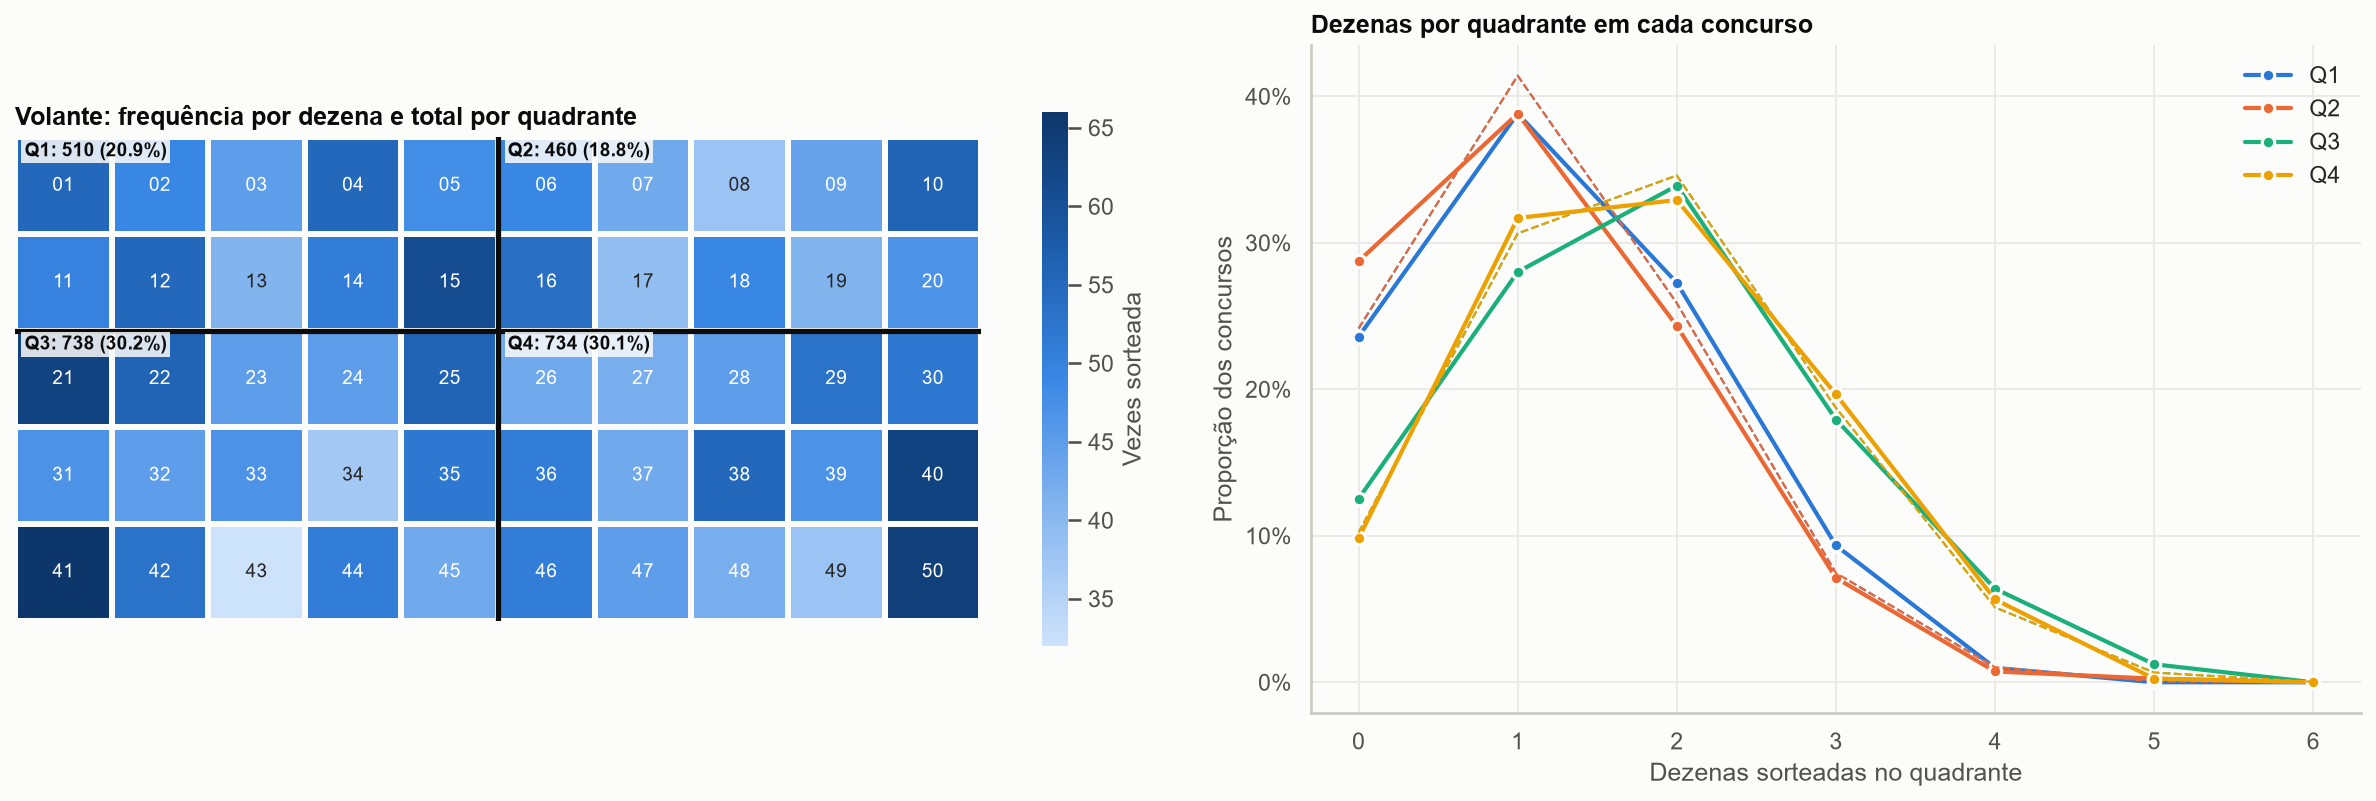 Volante: frequência por dezena e total por quadrante
Q1: 510 (20.9%) Q2: 460 (18.8%)
01 02 03 04 05 06 07 08 09 10
11 12 13 14 15 16 17 18 19 20
Q3: 738 (30.2%) Q4: 734 (30.1%)
21 22 23 24 25 26 27 28 29 30
31 32 33 34 35 36 37 38 39 40
41 42 43 44 45 46 47 48 49 50
65
60
55
50
45
40
35
Vezes sorteada
Dezenas por quadrante em cada concurso
Q1
Q2
Q3
Q4
40%
30%
20%
10%
0%
Proporção dos concursos
0 1 2 3 4 5 6
Dezenas sorteadas no quadrante